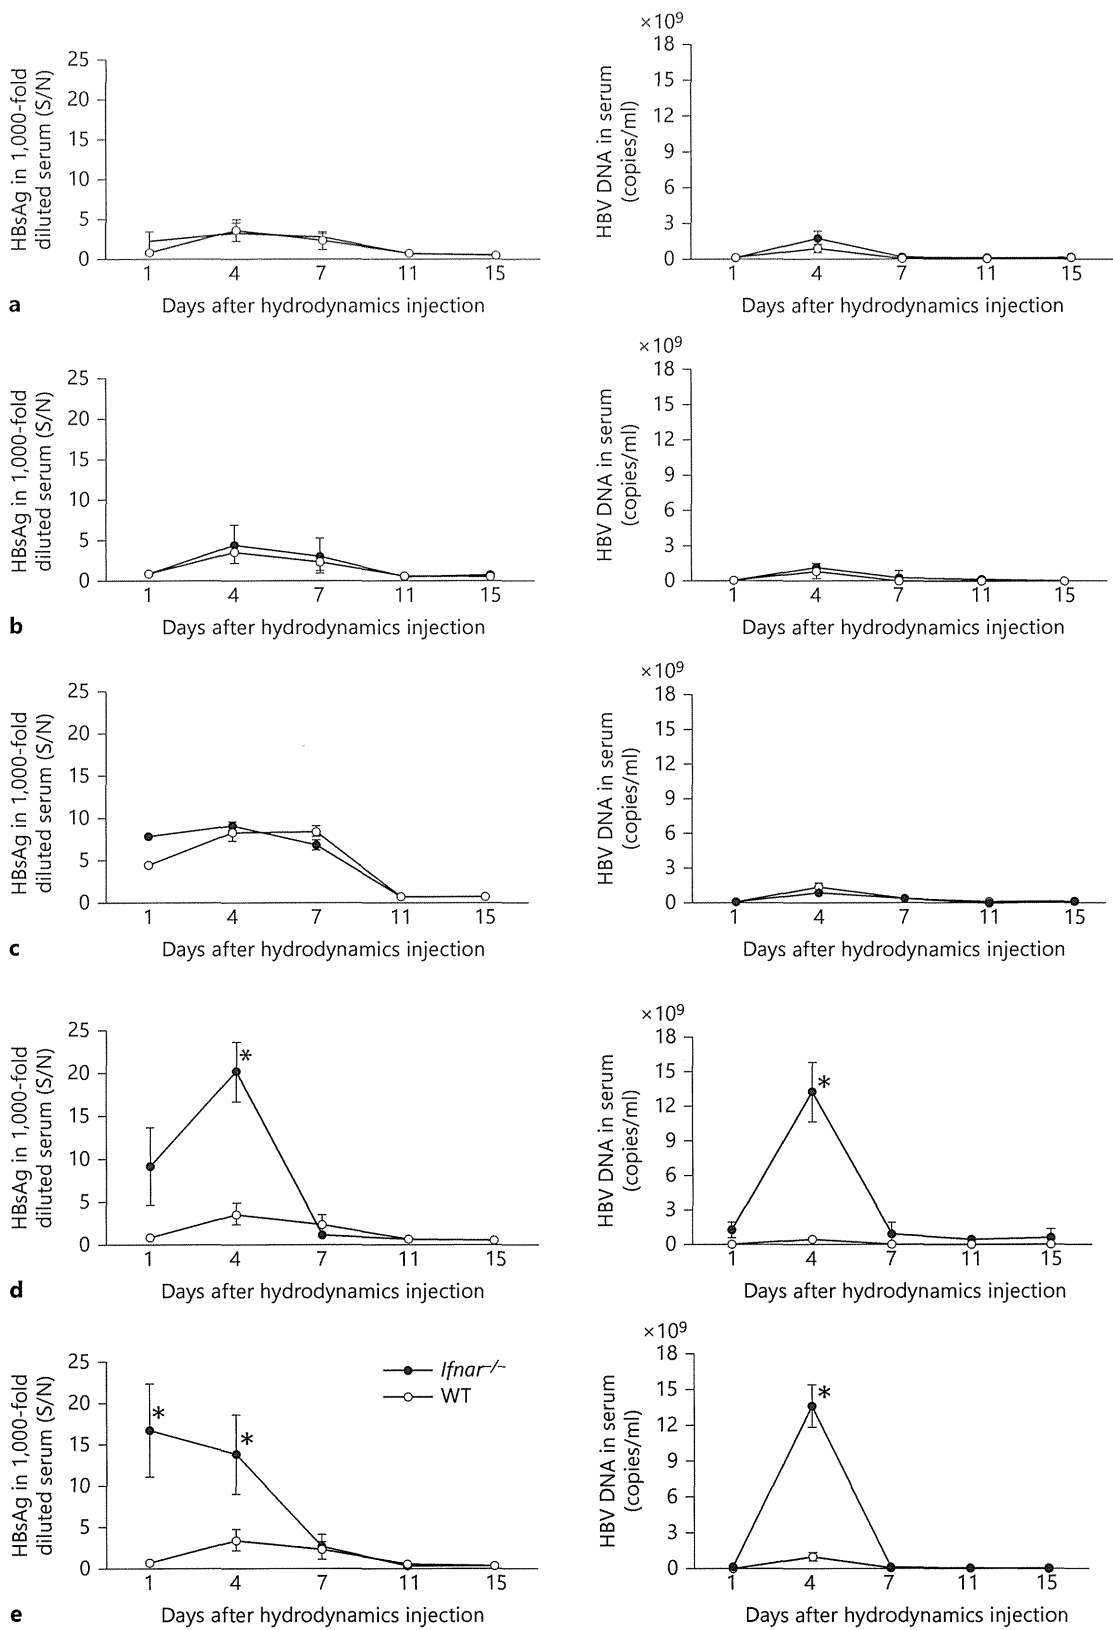 HBsAg in 1,000-fold
diluted serum (S/N)
25
20
15
10
5
0
1 4 7 11 15
Days after hydrodynamics injection
HBV DNA in serum
(copies/ml)
×10⁹
18
15
12
9
6
3
0
1 4 7 11 15
Days after hydrodynamics injection
a
HBsAg in 1,000-fold
diluted serum (S/N)
25
20
15
10
5
0
1 4 7 11 15
Days after hydrodynamics injection
HBV DNA in serum
(copies/ml)
×10⁹
18
15
12
9
6
3
0
1 4 7 11 15
Days after hydrodynamics injection
b
HBsAg in 1,000-fold
diluted serum (S/N)
25
20
15
10
5
0
1 4 7 11 15
Days after hydrodynamics injection
HBV DNA in serum
(copies/ml)
×10⁹
18
15
12
9
6
3
0
1 4 7 11 15
Days after hydrodynamics injection
c
HBsAg in 1,000-fold
diluted serum (S/N)
25
20
15
10
5
0
*
1 4 7 11 15
Days after hydrodynamics injection
HBV DNA in serum
(copies/ml)
×10⁹
18
15
12
9
6
3
0
*
1 4 7 11 15
Days after hydrodynamics injection
d
HBsAg in 1,000-fold
diluted serum (S/N)
25
20
15
10
5
0
*
*
Ifnar⁻/⁻
WT
1 4 7 11 15
Days after hydrodynamics injection
HBV DNA in serum
(copies/ml)
×10⁹
18
15
12
9
6
3
0
*
1 4 7 11 15
Days after hydrodynamics injection
e